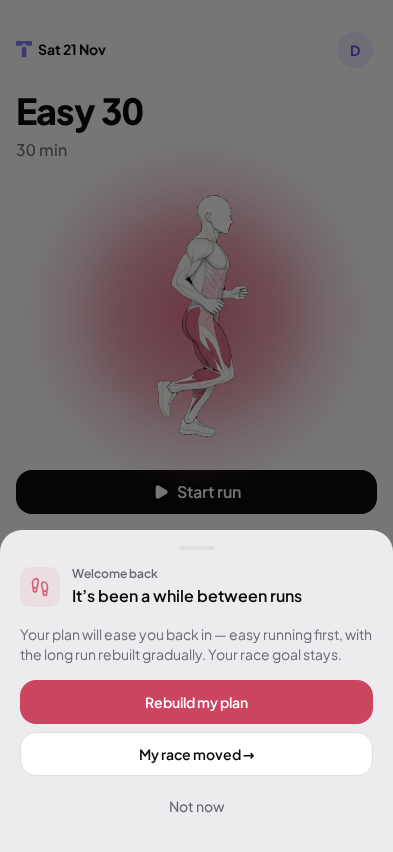 Sat 21 Nov
D
Easy 30
30 min
Start run
Welcome back
It’s been a while between runs
Your plan will ease you back in — easy running first, with
the long run rebuilt gradually. Your race goal stays.
Rebuild my plan
My race moved →
Not now